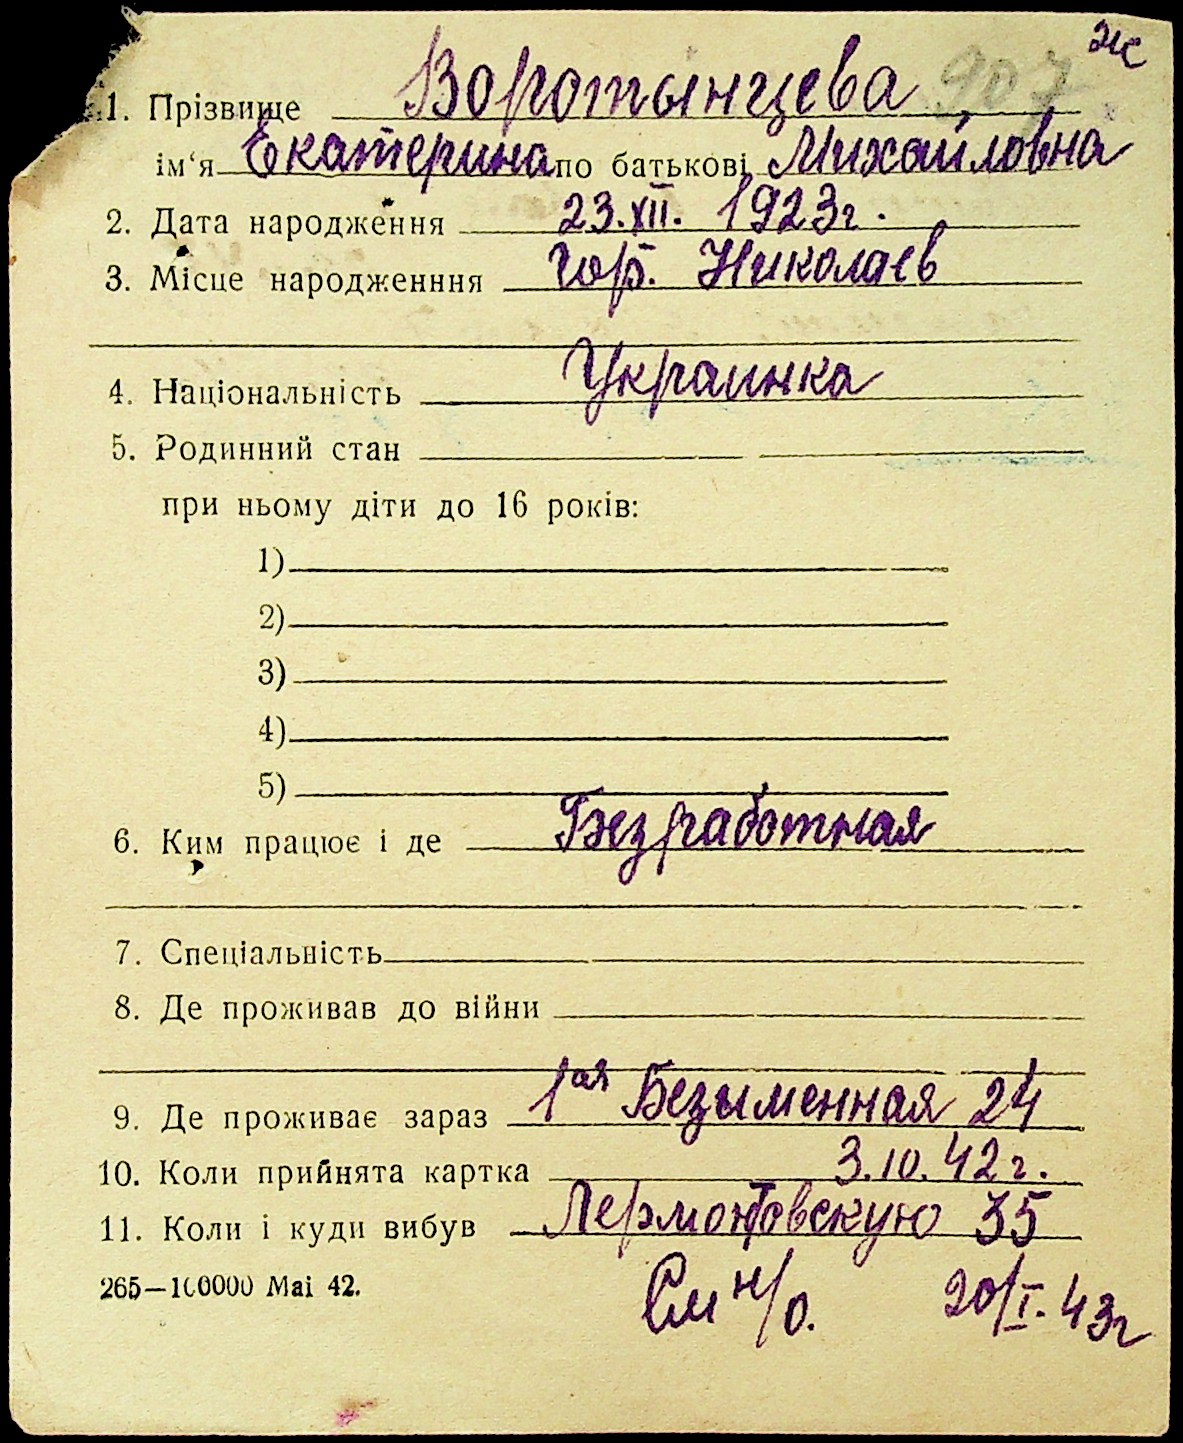 ж
907
1. Прізвище Воротынцева
ім‘я Екатерина по батькові Михайловна
2. Дата народження 23.XII. 1923г.
3. Місце народженння гор. Николаев
4. Національність Украинка
5. Родинний стан
при ньому діти до 16 років:
1)
2)
3)
4)
5)
6. Ким працює і де Безработная
7. Спеціальність
8. Де проживав до війни
9. Де проживає зараз 1ая Безыменная 24
10. Коли прийнята картка 3.10.42г.
11. Коли і куди вибув Лермонтовскую 35
265—100000 Mai 42. См н/о. 20/I. 43г